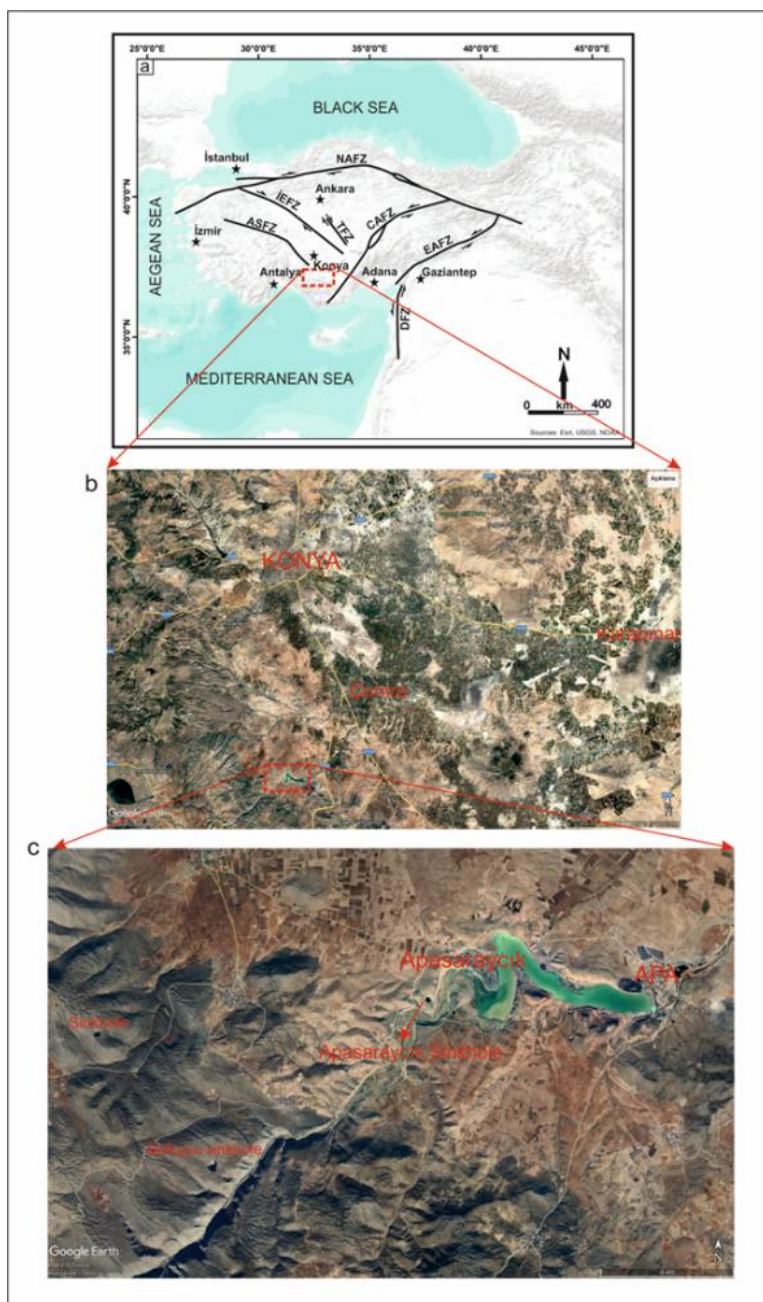 25°0'0"E
30°0'0"E
35°0'0"E
40°0'0"E
45°0'0"E
a
BLACK SEA
İstanbul
NAFZ
40°0'0"N
Ankara
İEFZ
TFZ
CAFZ
AEGEAN SEA
İzmir
ASFZ
EAFZ
Konya
Antalya
Adana
Gaziantep
DFZ
35°0'0"N
N
MEDITERRANEAN SEA
0 km 400
Sources: Esri, USGS, NOAA
b
Açıklama
KONYA
Karapınar
Çumra
Google Earth
c
Apasaraycık
APA
Sinkhole
Apasaraycık Sinkhole
sinkhole
Google Earth
N